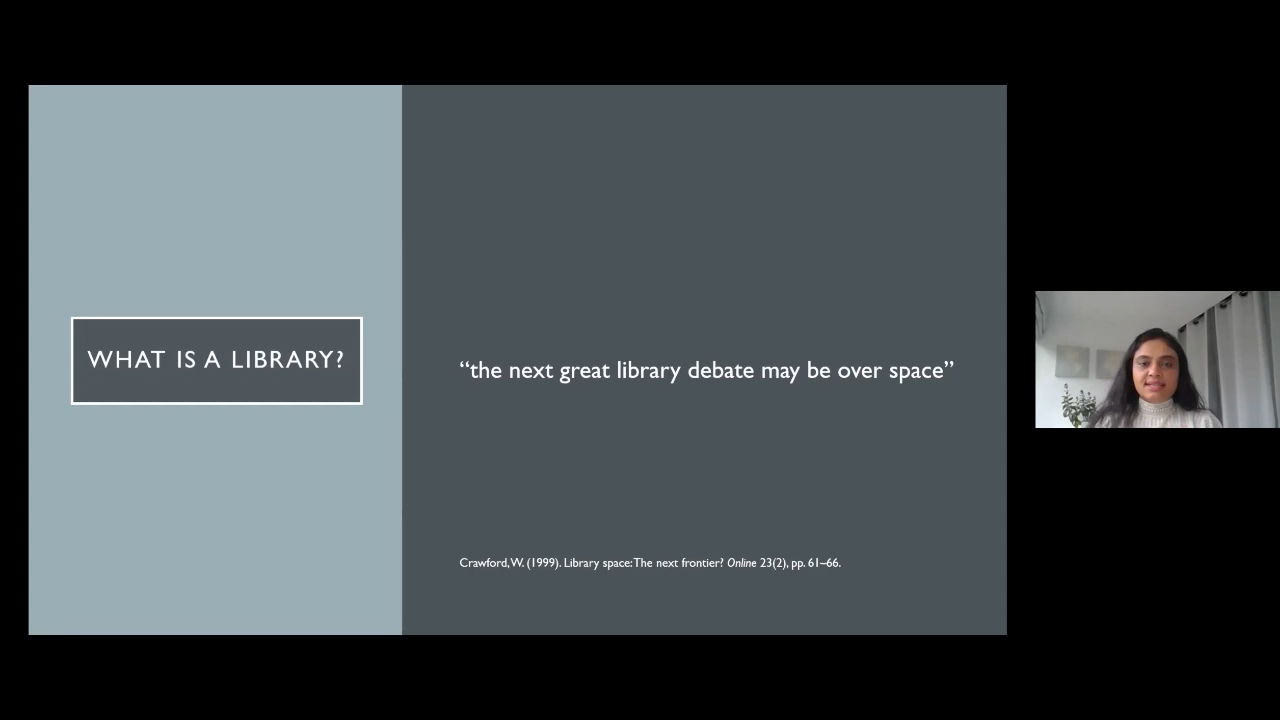 WHAT IS A LIBRARY?
“the next great library debate may be over space”
Crawford, W. (1999). Library space: The next frontier? Online 23(2), pp. 61–66.